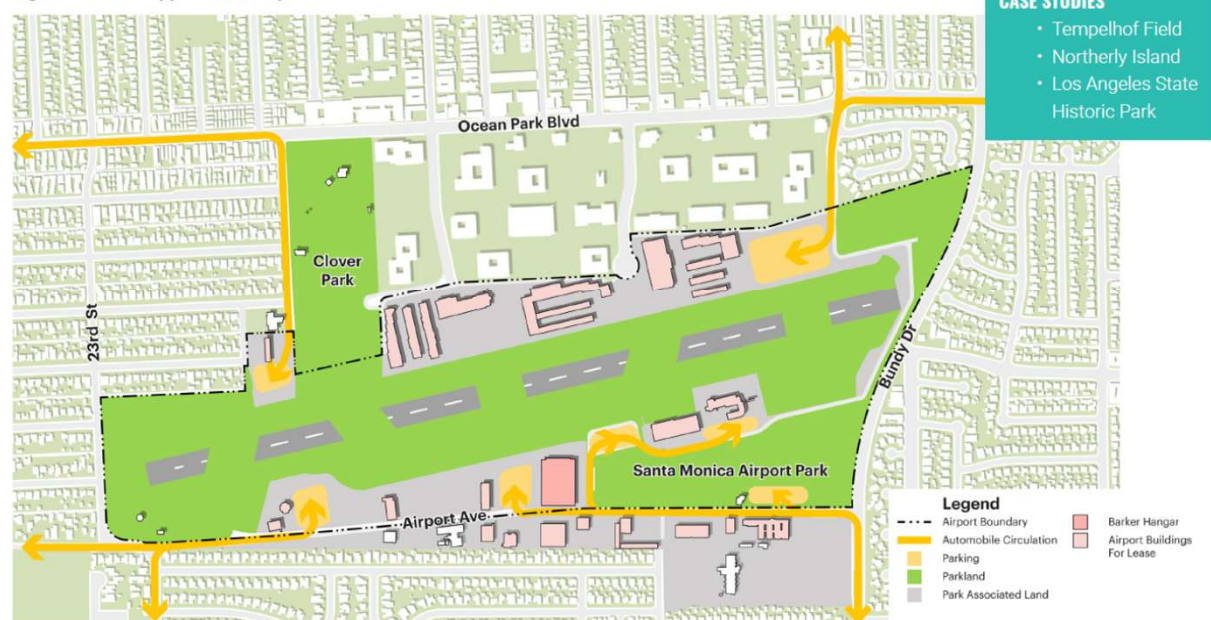 CASE STUDIES
• Tempelhof Field
• Northerly Island
• Los Angeles State
Historic Park
Ocean Park Blvd
Clover
Park
23rd St
Bundy Dr
Santa Monica Airport Park
Airport Ave
Legend
Airport Boundary
Automobile Circulation
Parking
Parkland
Park Associated Land
Barker Hangar
Airport Buildings
For Lease